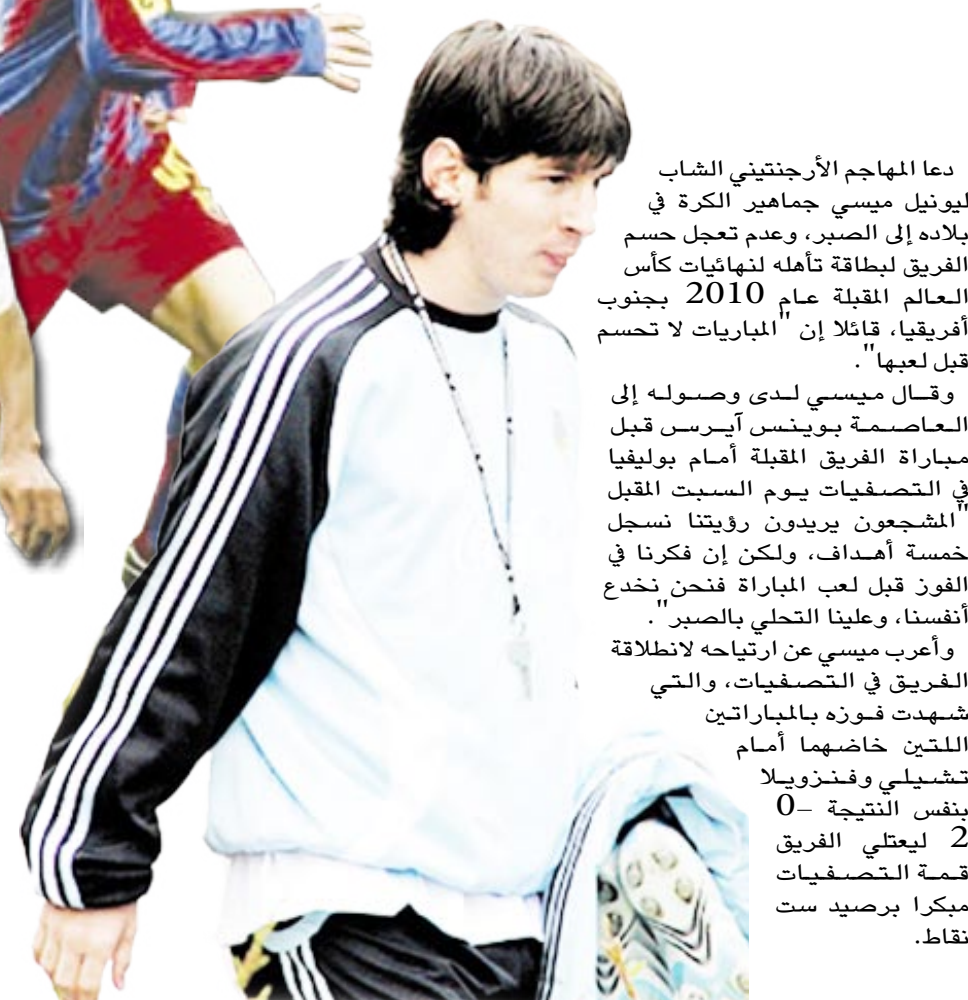 دعا المهاجم الأرجنتيني الشاب
ليونيل ميسي جماهير الكرة في
بلاده إلى الصبر، وعدم تعجل حسم
الفريق لبطاقة تأهله لنهائيات كأس
العالم المقبلة عام 2010 بجنوب
أفريقيا، قائلا إن "المباريات لا تحسم
قبل لعبها".
وقال ميسي لدى وصوله إلى
العاصمة بوينس آيرس قبل
مباراة الفريق المقبلة أمام بوليفيا
في التصفيات يوم السبت المقبل
"المشجعون يريدون رؤيتنا نسجل
خمسة أهداف، ولكن إن فكرنا في
الفوز قبل لعب المباراة فنحن نخدع
أنفسنا، وعلينا التحلي بالصبر".
وأعرب ميسي عن ارتياحه لانطلاقة
الفريق في التصفيات، والتي
شهدت فوزه بالمباراتين
اللتين خاضهما أمام
تشيلي وفنزويلا
بنفس النتيجة 0–
2 ليعتلي الفريق
قمة التصفيات
مبكرا برصيد ست
نقاط.